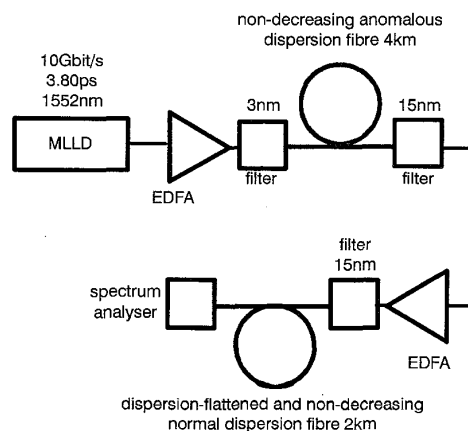 non-decreasing anomalous
dispersion fibre 4km
10Gbit/s
3.80ps
1552nm
3nm
15nm
MLLD
filter
filter
EDFA
filter
15nm
spectrum
analyser
EDFA
dispersion-flattened and non-decreasing
normal dispersion fibre 2km